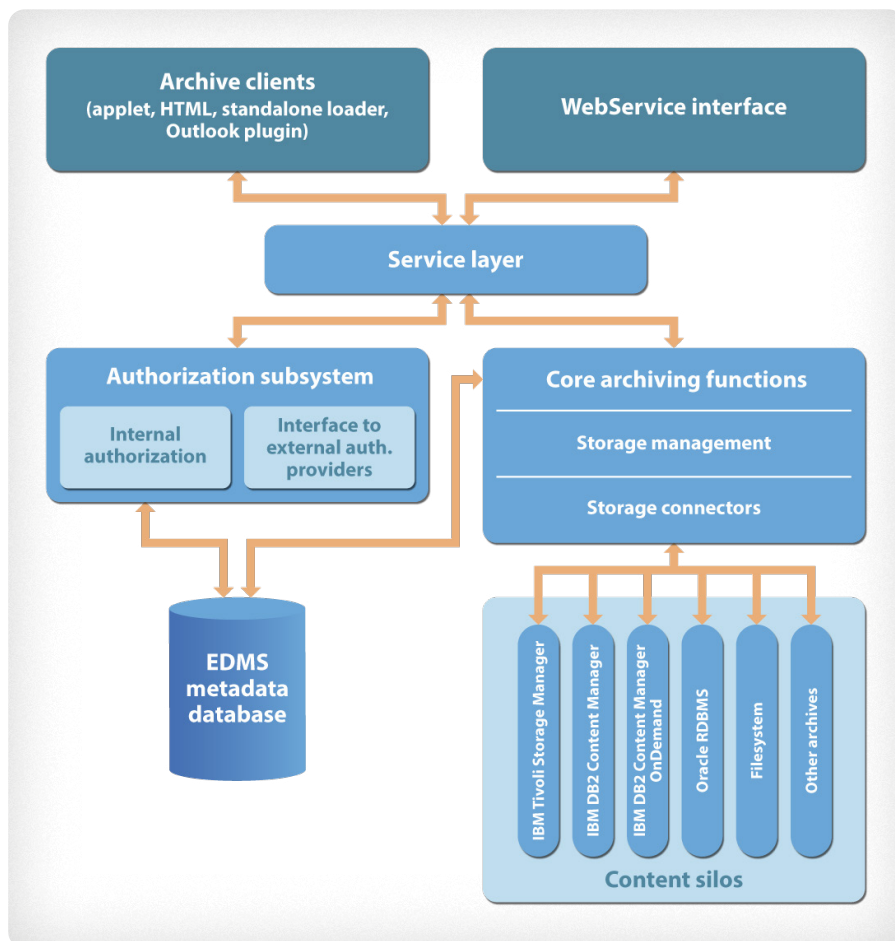 Archive clients
(applet, HTML, standalone loader,
Outlook plugin)
WebService interface
Service layer
Authorization subsystem
Internal
authorization
Interface to
external auth.
providers
Core archiving functions
Storage management
Storage connectors
EDMS
metadata
database
IBM Tivoli Storage Manager
IBM DB2 Content Manager
IBM DB2 Content Manager
OnDemand
Oracle RDBMS
Filesystem
Other archives
Content silos